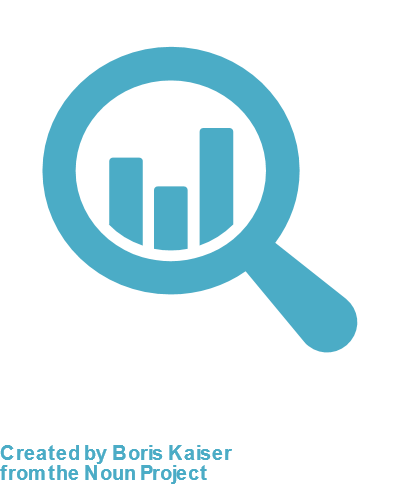 Created by Boris Kaiser
from the Noun Project